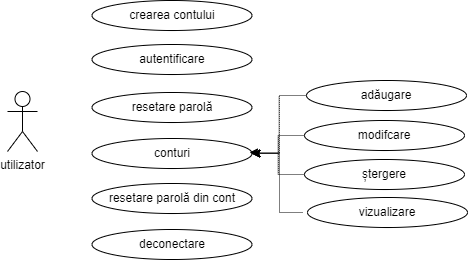 crearea contului
autentificare
resetare parolă
utilizator
conturi
resetare parolă din cont
deconectare
adăugare
modifcare
ștergere
vizualizare